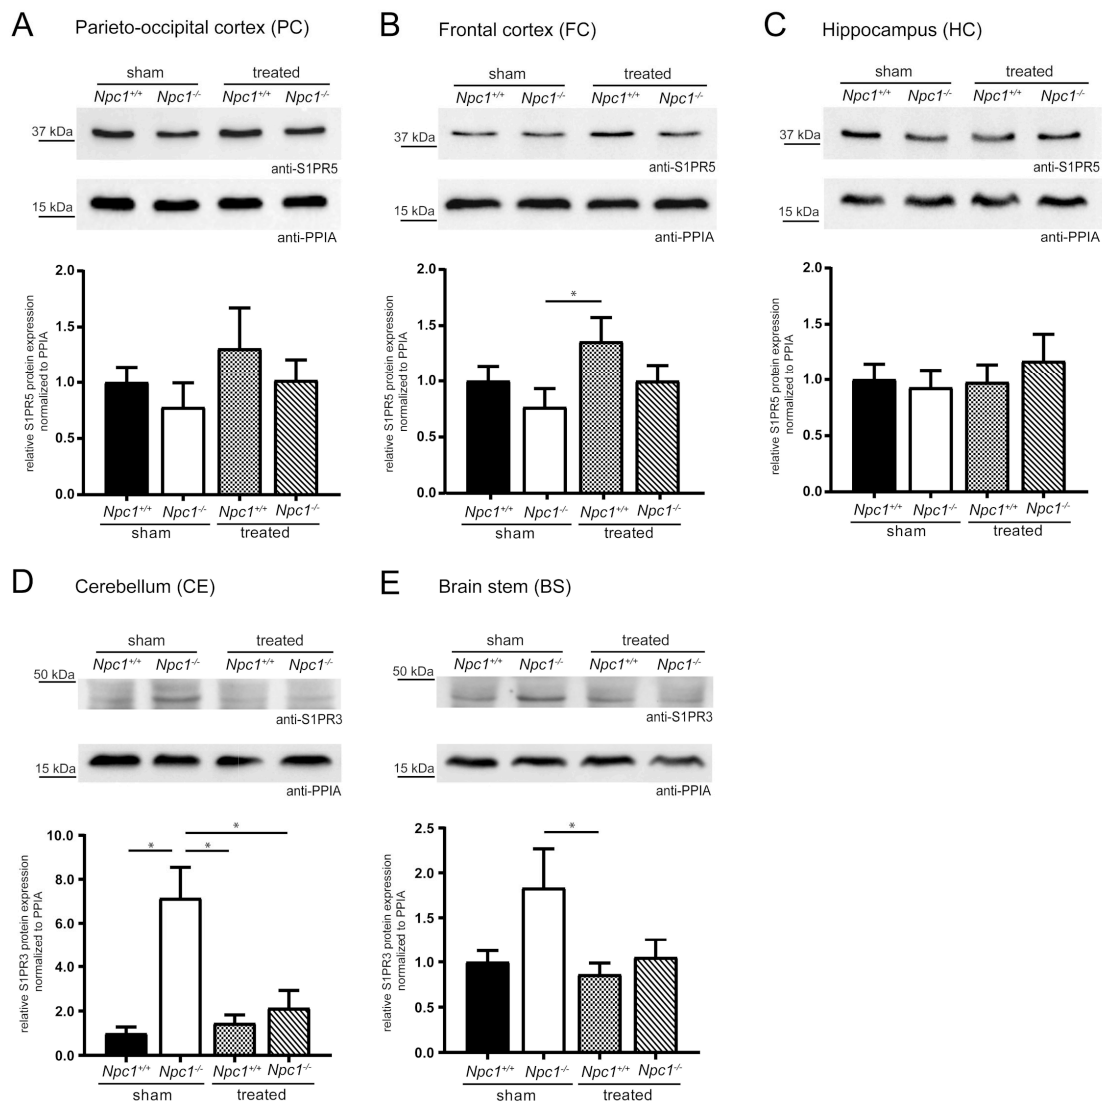 A Parieto-occipital cortex (PC)
sham treated
Npc1+/+ Npc1-/- Npc1+/+ Npc1-/-
37 kDa
anti-S1PR5
15 kDa
anti-PPIA
relative S1PR5 protein expression
normalized to PPIA
2.0
1.5
1.0
0.5
0.0
Npc1+/+ Npc1-/- Npc1+/+ Npc1-/-
sham treated
B Frontal cortex (FC)
sham treated
Npc1+/+ Npc1-/- Npc1+/+ Npc1-/-
37 kDa
anti-S1PR5
15 kDa
anti-PPIA
relative S1PR5 protein expression
normalized to PPIA
2.0
1.5
1.0
0.5
0.0
*
Npc1+/+ Npc1-/- Npc1+/+ Npc1-/-
sham treated
C Hippocampus (HC)
sham treated
Npc1+/+ Npc1-/- Npc1+/+ Npc1-/-
37 kDa
anti-S1PR5
15 kDa
anti-PPIA
relative S1PR5 protein expression
normalized to PPIA
2.0
1.5
1.0
0.5
0.0
Npc1+/+ Npc1-/- Npc1+/+ Npc1-/-
sham treated
D Cerebellum (CE)
sham treated
Npc1+/+ Npc1-/- Npc1+/+ Npc1-/-
50 kDa
anti-S1PR3
15 kDa
anti-PPIA
relative S1PR3 protein expression
normalized to PPIA
10.0
8.0
6.0
4.0
2.0
0.0
*
* *
Npc1+/+ Npc1-/- Npc1+/+ Npc1-/-
sham treated
E Brain stem (BS)
sham treated
Npc1+/+ Npc1-/- Npc1+/+ Npc1-/-
50 kDa
anti-S1PR3
15 kDa
anti-PPIA
relative S1PR3 protein expression
normalized to PPIA
2.5
2.0
1.5
1.0
0.5
0.0
*
Npc1+/+ Npc1-/- Npc1+/+ Npc1-/-
sham treated